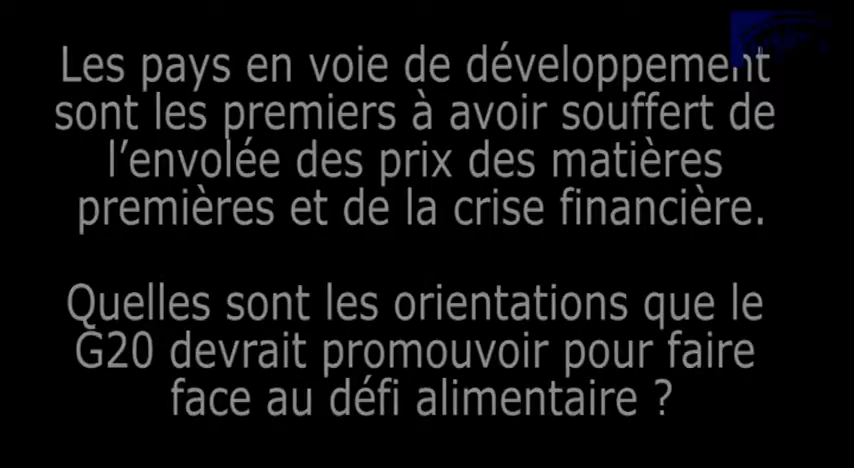 Les pays en voie de développement
sont les premiers à avoir souffert de
l’envolée des prix des matières
premières et de la crise financière.
Quelles sont les orientations que le
G20 devrait promouvoir pour faire
face au défi alimentaire ?